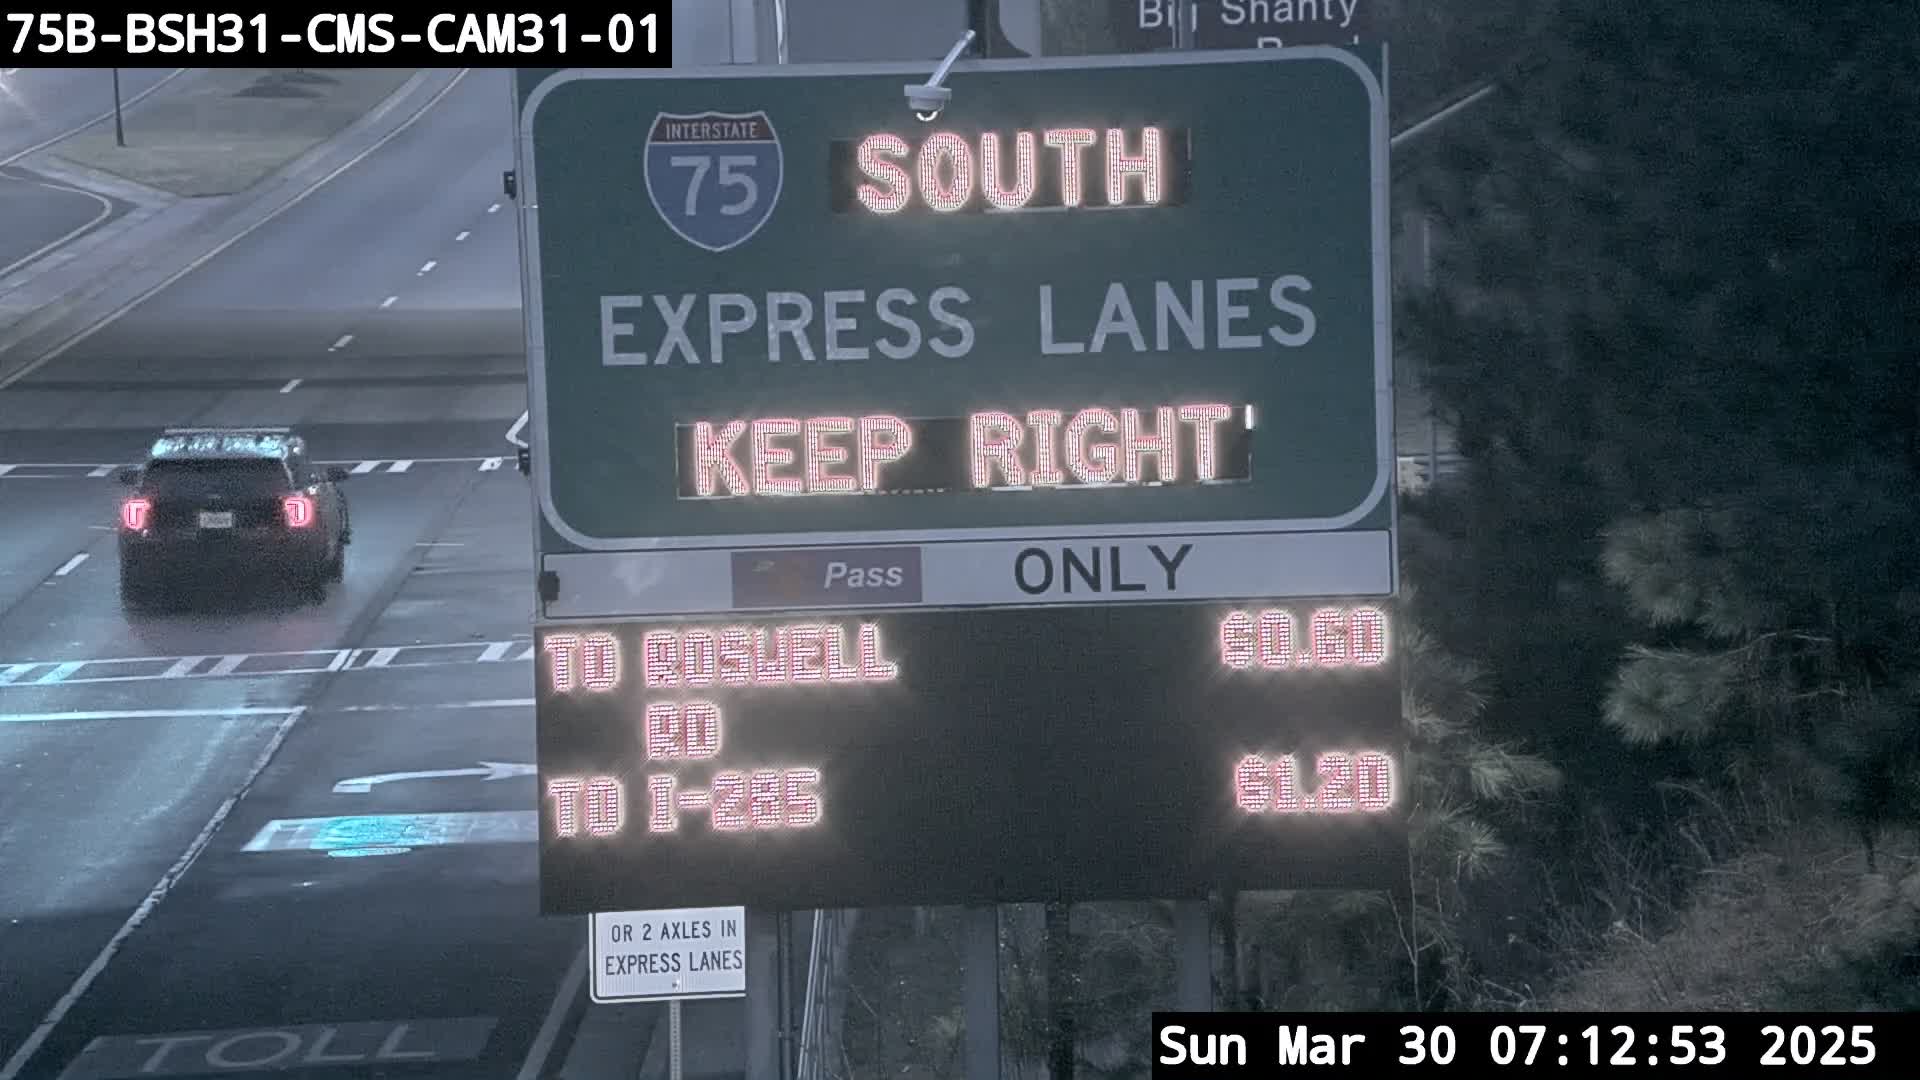 75B-BSH31-CMS-CAM31-01
Big Shanty
INTERSTATE
75
SOUTH
EXPRESS LANES
KEEP RIGHT
Pass ONLY
TO ROSWELL $0.60
RD
TO I-285 $1.20
OR 2 AXLES IN
EXPRESS LANES
TOLL
Sun Mar 30 07:12:53 2025